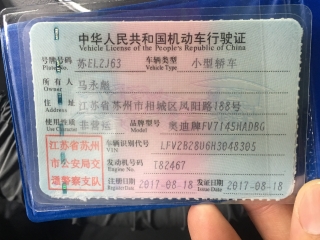 中华人民共和国机动车行驶证
Vehicle License of the People's Republic of China
号牌号码 苏EL2J63 车辆类型 小型轿车
Plate No. Vehicle Type
所有人 马永彪
Owner
住址 江苏省苏州市相城区凤阳路188号
Address
使用性质 非营运 品牌型号 奥迪牌FV7145HADBG
Use Character Model
江苏省苏州市公安局交通警察支队
车辆识别代号 LFV2B28U6H3048305
VIN
发动机号码 T82467
Engine No.
注册日期 2017-08-18 发证日期 2017-08-18
Register Date Issue Date